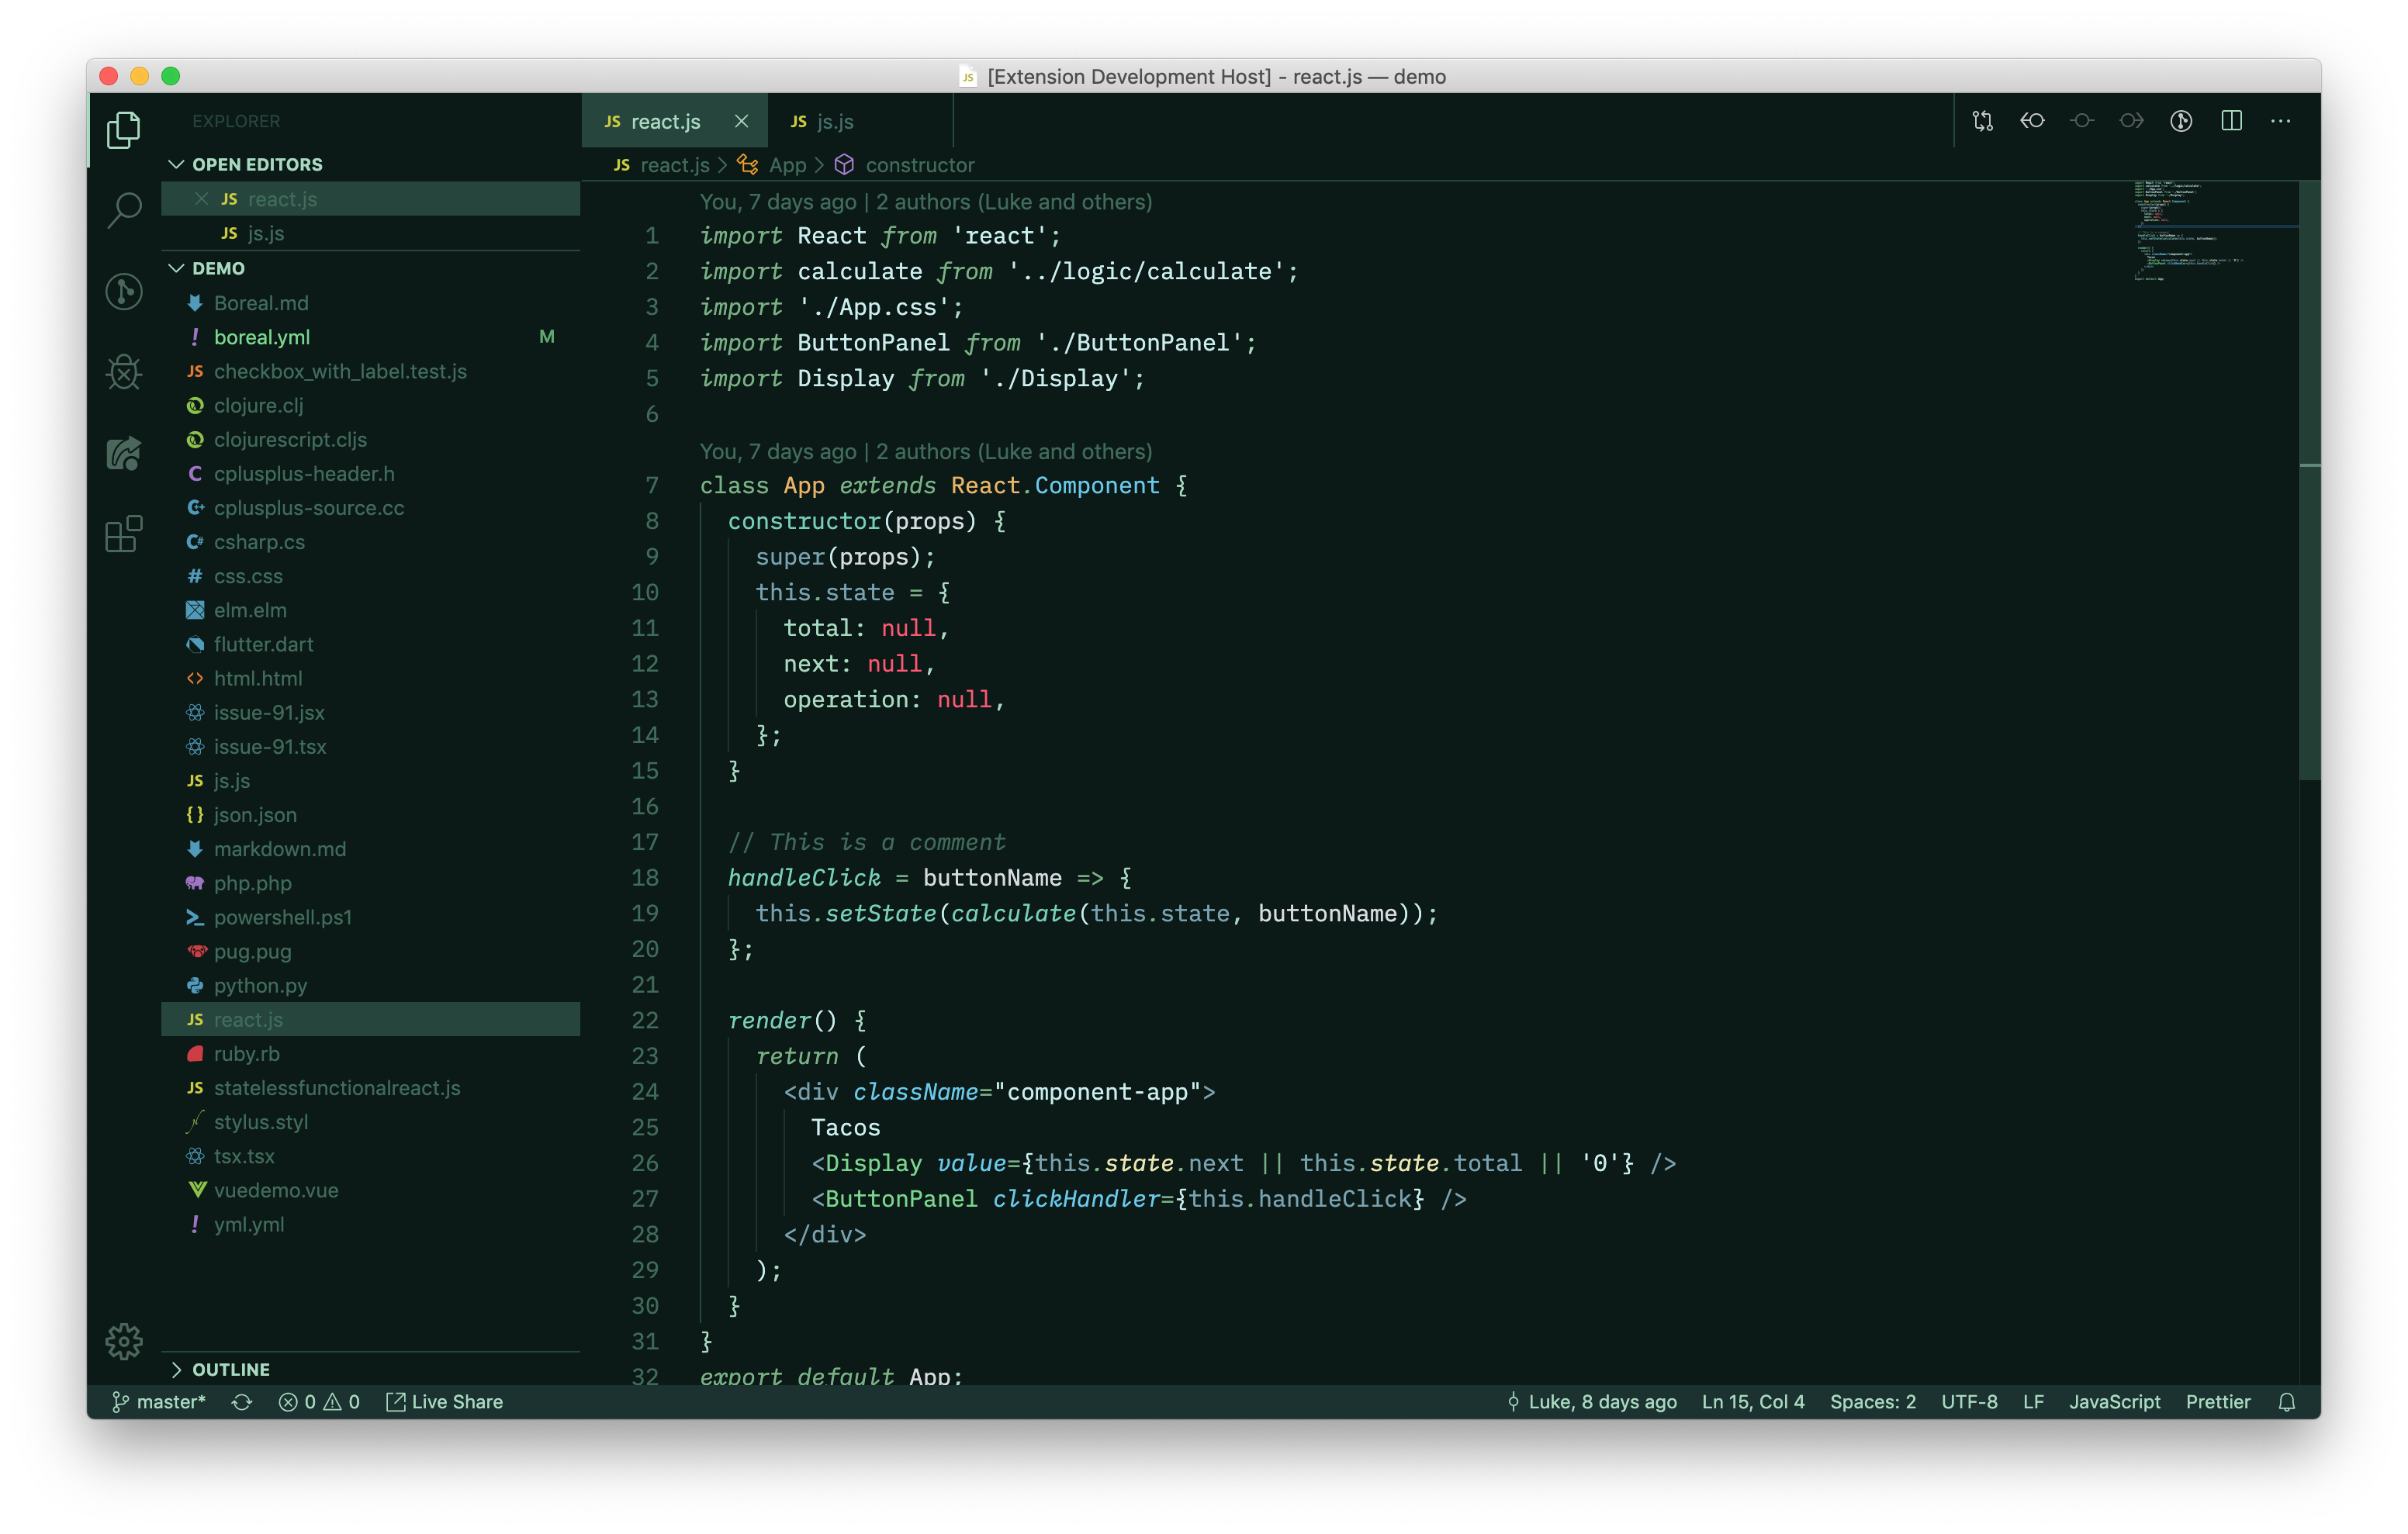 [Extension Development Host] - react.js — demo
EXPLORER
OPEN EDITORS
JS react.js
JS js.js
DEMO
Boreal.md
! boreal.yml M
JS checkbox_with_label.test.js
clojure.clj
clojurescript.cljs
C cplusplus-header.h
C+ cplusplus-source.cc
C# csharp.cs
# css.css
elm.elm
flutter.dart
<> html.html
issue-91.jsx
issue-91.tsx
JS js.js
{} json.json
markdown.md
php.php
powershell.ps1
pug.pug
python.py
JS react.js
ruby.rb
JS statelessfunctionalreact.js
stylus.styl
tsx.tsx
vuedemo.vue
! yml.yml
OUTLINE
JS react.js JS js.js
JS react.js > App > constructor
You, 7 days ago | 2 authors (Luke and others)
1 import React from 'react';
2 import calculate from '../logic/calculate';
3 import './App.css';
4 import ButtonPanel from './ButtonPanel';
5 import Display from './Display';
6
You, 7 days ago | 2 authors (Luke and others)
7 class App extends React.Component {
8 constructor(props) {
9 super(props);
10 this.state = {
11 total: null,
12 next: null,
13 operation: null,
14 };
15 }
16
17 // This is a comment
18 handleClick = buttonName => {
19 this.setState(calculate(this.state, buttonName));
20 };
21
22 render() {
23 return (
24 <div className="component-app">
25 Tacos
26 <Display value={this.state.next || this.state.total || '0'} />
27 <ButtonPanel clickHandler={this.handleClick} />
28 </div>
29 );
30 }
31 }
32 export default App;
master* 0 0 Live Share Luke, 8 days ago Ln 15, Col 4 Spaces: 2 UTF-8 LF JavaScript Prettier